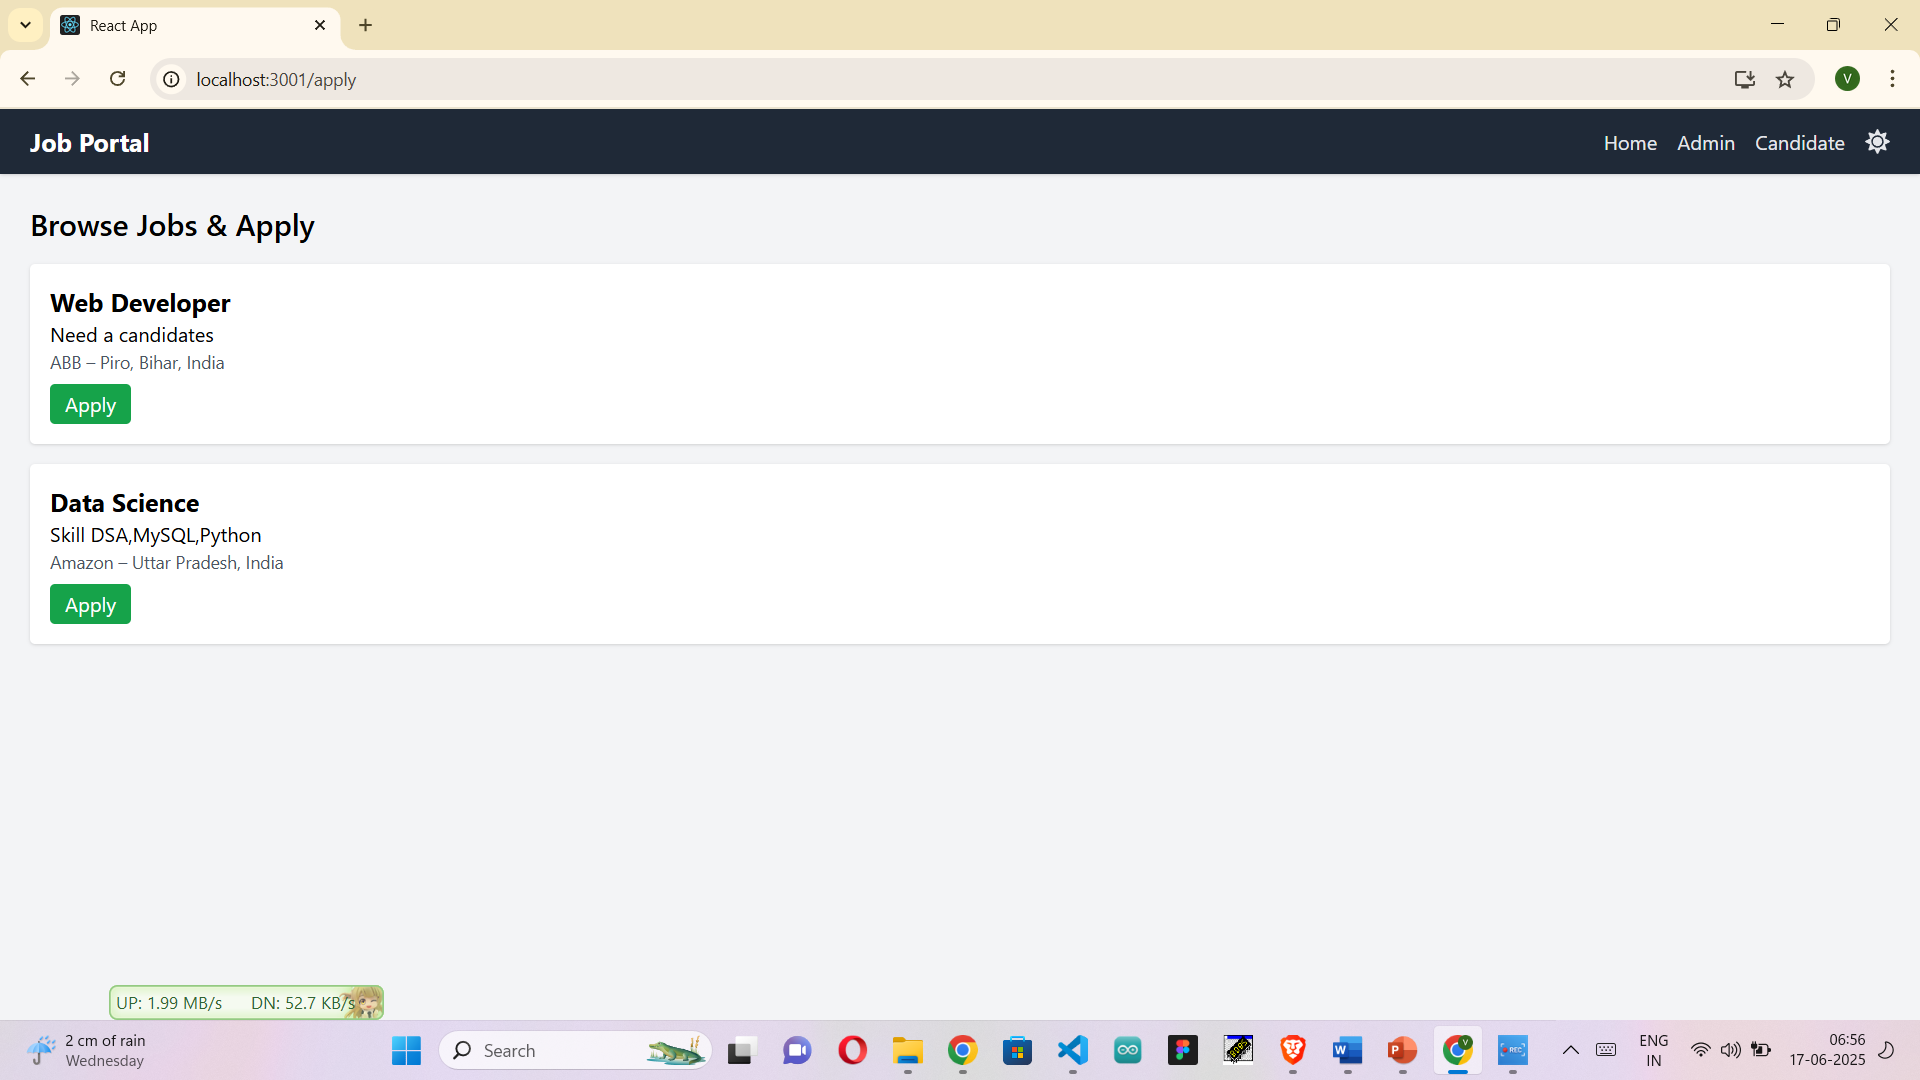 React App
localhost:3001/apply
V
Job Portal
Home Admin Candidate
Browse Jobs & Apply
Web Developer
Need a candidates
ABB – Piro, Bihar, India
Apply
Data Science
Skill DSA,MySQL,Python
Amazon – Uttar Pradesh, India
Apply
UP: 1.99 MB/s DN: 52.7 KB/s
2 cm of rain
Wednesday
Search
W
P
V
REC
ENG
IN
06:56
17-06-2025